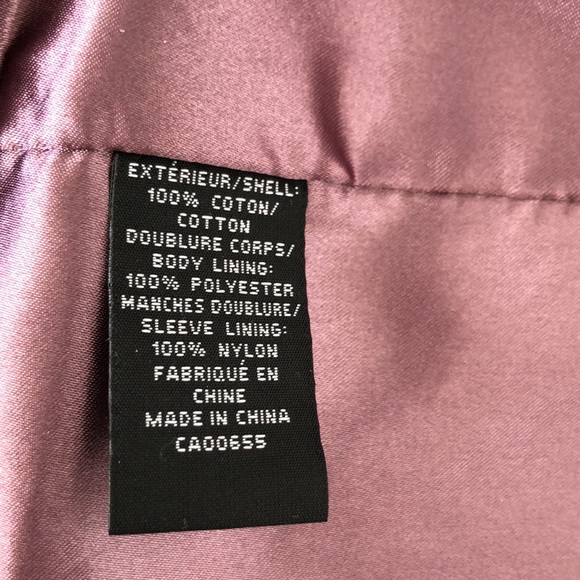 EXTÉRIEUR/SHELL:
100% COTON/
COTTON
DOUBLURE CORPS/
BODY LINING:
100% POLYESTER
MANCHES DOUBLURE/
SLEEVE LINING:
100% NYLON
FABRIQUÉ EN
CHINE
MADE IN CHINA
CA00655